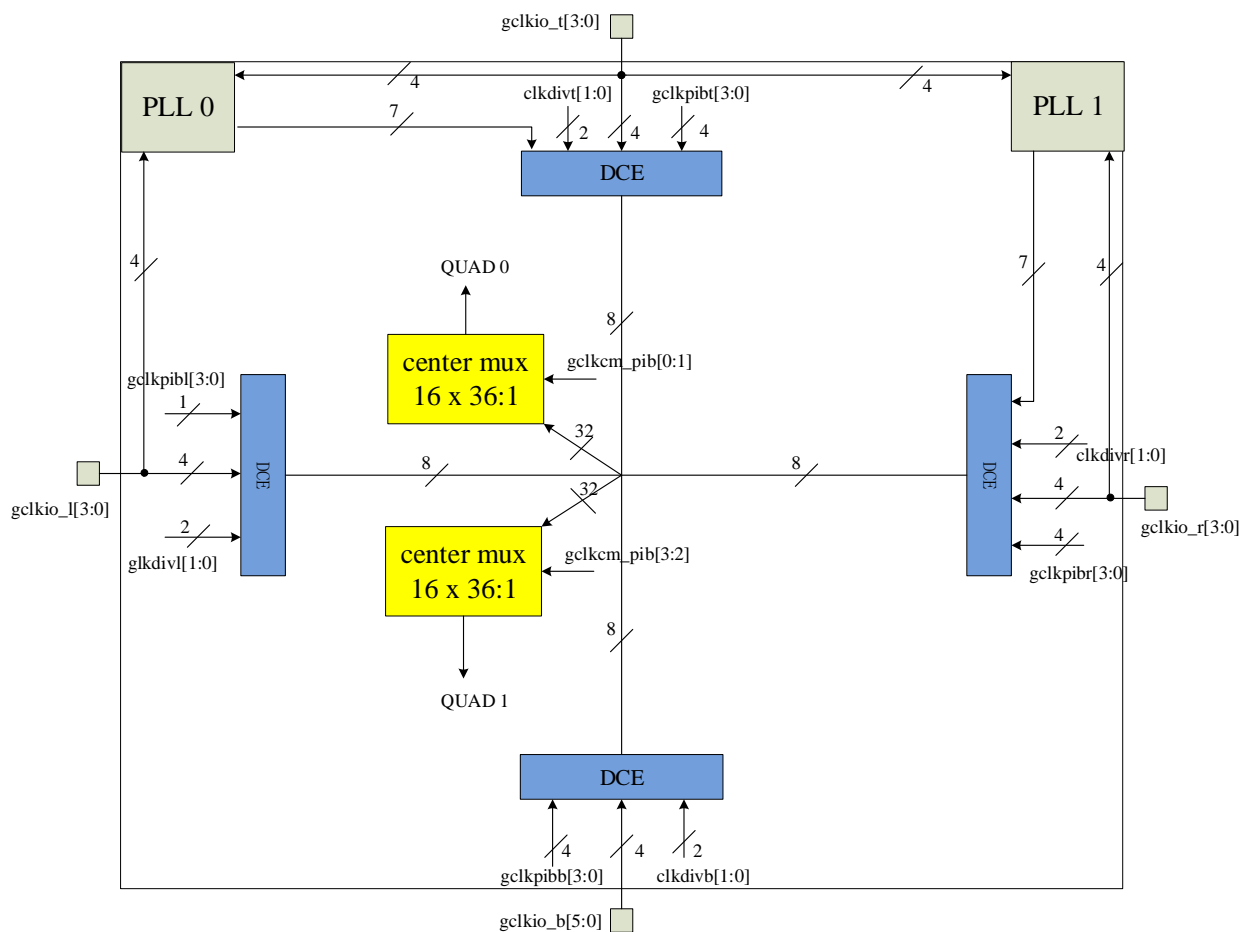 gclkio_t[3:0]
PLL 0
PLL 1
4
4
clkdivt[1:0]
gclkpibt[3:0]
7
2
4
4
DCE
4
7
4
QUAD 0
8
center mux
16 x 36:1
gclkcm_pib[0:1]
gclkpibl[3:0]
1
32
2
clkdivr[1:0]
4
DCE
8
8
DCE
gclkio_l[3:0]
32
4
gclkio_r[3:0]
2
glkdivl[1:0]
center mux
16 x 36:1
gclkcm_pib[3:2]
4
gclkpibr[3:0]
8
QUAD 1
DCE
4
4
2
gclkpibb[3:0]
clkdivb[1:0]
gclkio_b[5:0]